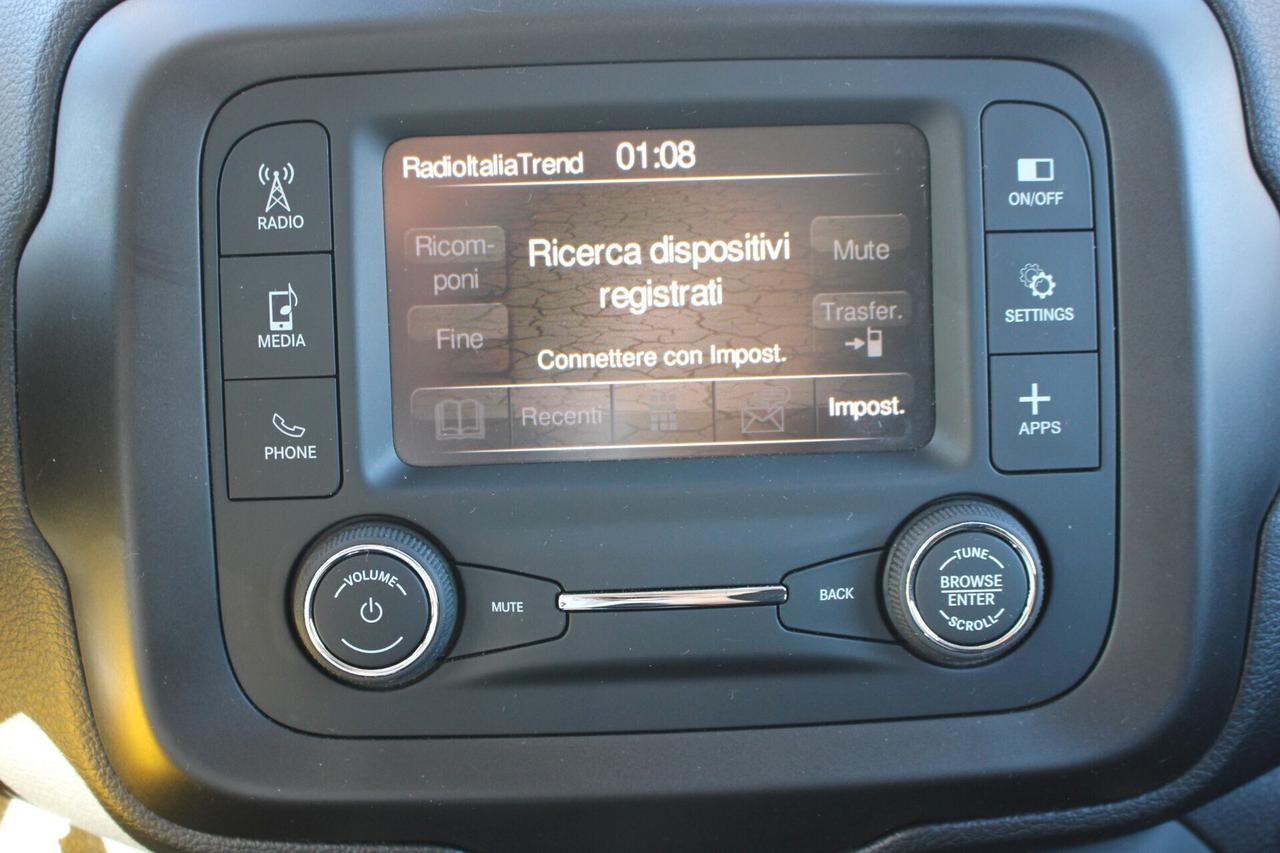 RadioItaliaTrend 01:08
Ricom-
poni
Ricerca dispositivi
registrati
Mute
Fine
Trasfer.
Connettere con Impost.
Recenti
Impost.
RADIO
MEDIA
PHONE
ON/OFF
SETTINGS
APPS
VOLUME
MUTE
BACK
TUNE
BROWSE
ENTER
SCROLL